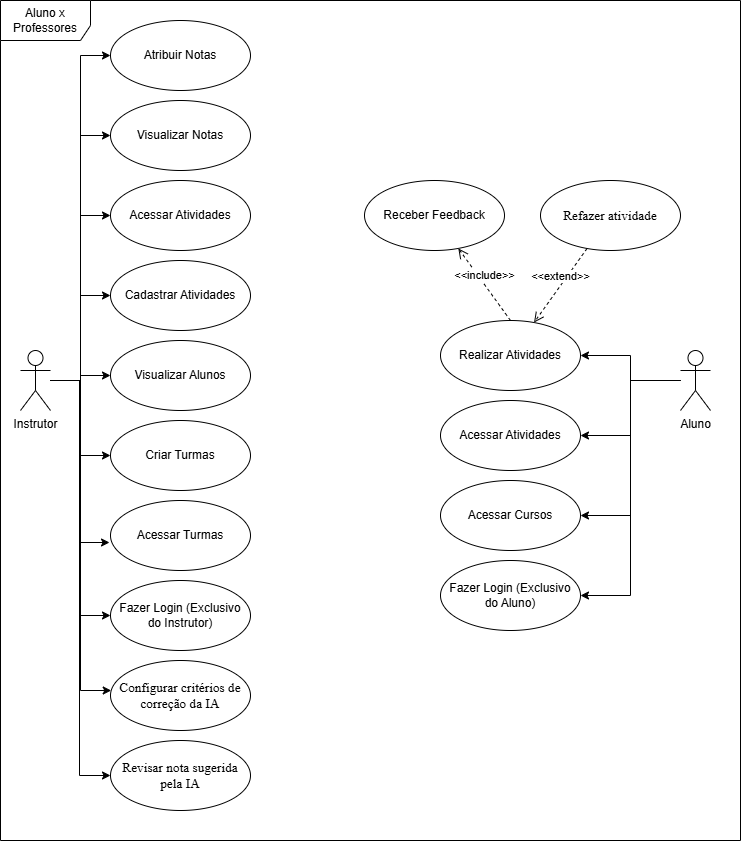 Aluno x
Professores
Atribuir Notas
Visualizar Notas
Acessar Atividades
Receber Feedback
Refazer atividade
<<include>>
<<extend>>
Cadastrar Atividades
Realizar Atividades
Visualizar Alunos
Instrutor
Aluno
Acessar Atividades
Criar Turmas
Acessar Cursos
Acessar Turmas
Fazer Login (Exclusivo
do Aluno)
Fazer Login (Exclusivo
do Instrutor)
Configurar critérios de
correção da IA
Revisar nota sugerida
pela IA